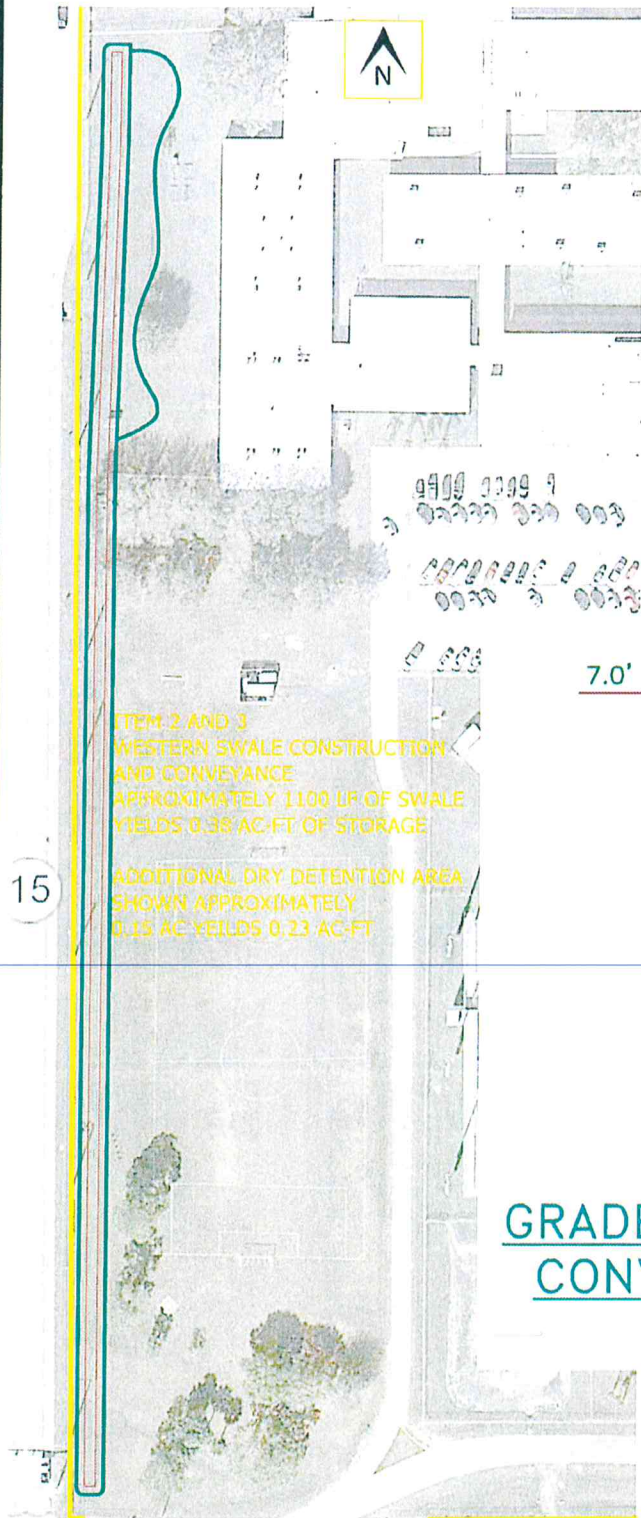 N
7.0'
ITEM 2 AND 3
WESTERN SWALE CONSTRUCTION
AND CONVEYANCE
APPROXIMATELY 1100 LF OF SWALE
YIELDS 0.38 AC-FT OF STORAGE
ADDITIONAL DRY DETENTION AREA
SHOWN APPROXIMATELY
0.15 AC YEILDS 0.23 AC-FT
15
GRADE
CONV